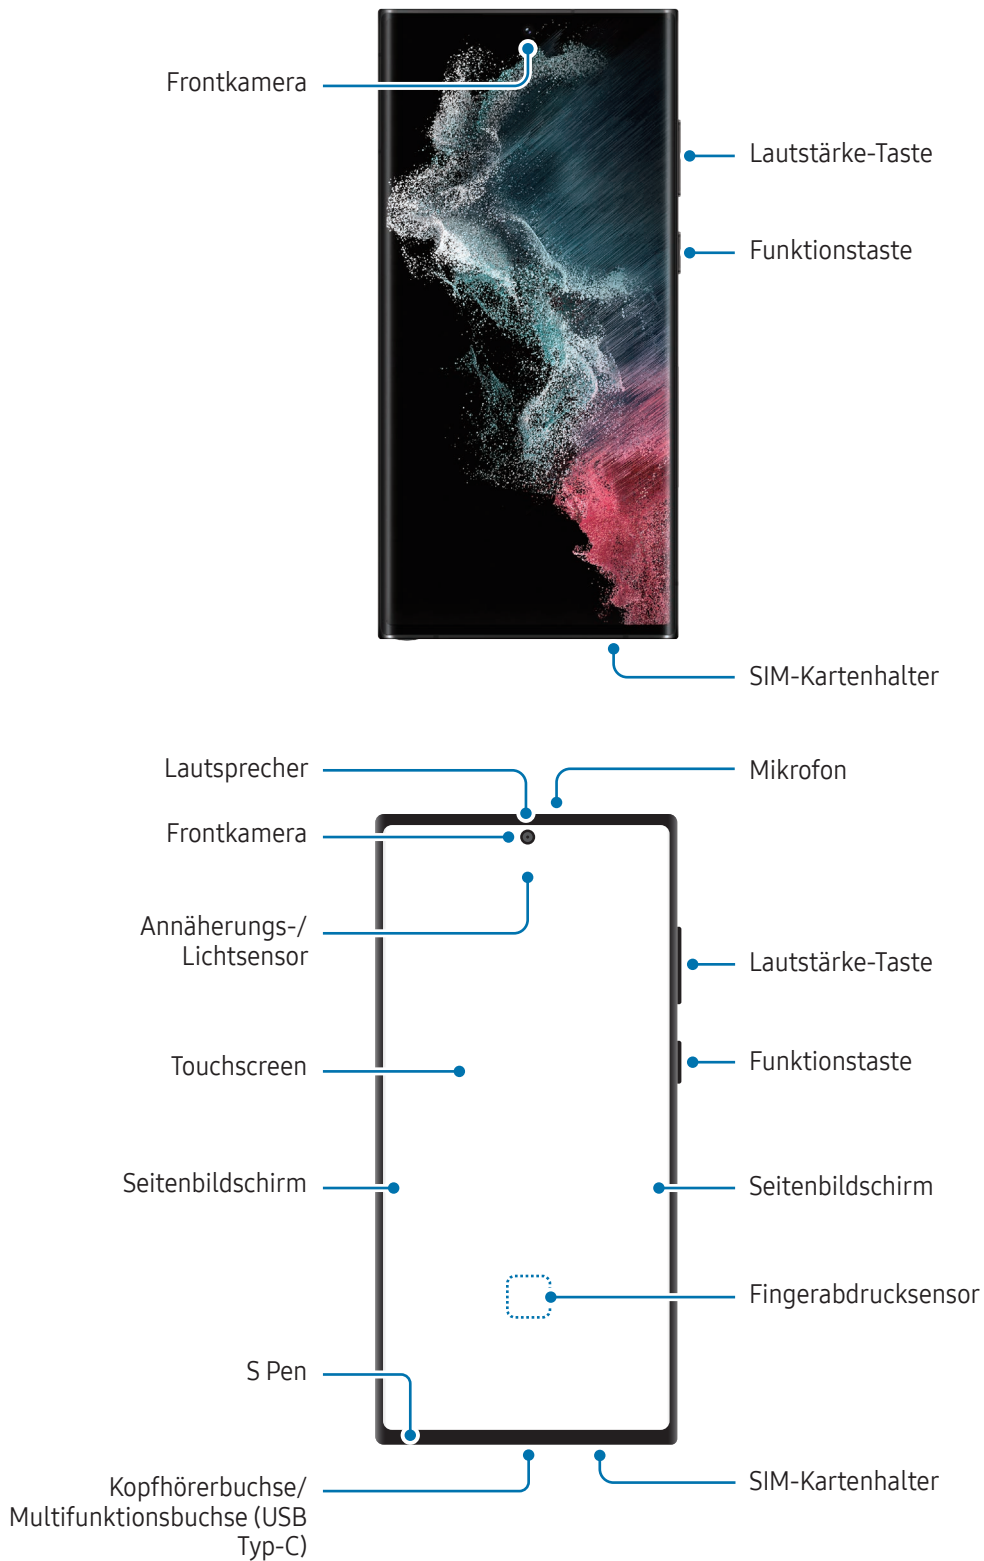 Frontkamera
Lautstärke-Taste
Funktionstaste
SIM-Kartenhalter
Lautsprecher
Mikrofon
Frontkamera
Annäherungs-/
Lichtsensor
Lautstärke-Taste
Touchscreen
Funktionstaste
Seitenbildschirm
Seitenbildschirm
Fingerabdrucksensor
S Pen
Kopfhörerbuchse/
Multifunktionsbuchse (USB
Typ-C)
SIM-Kartenhalter